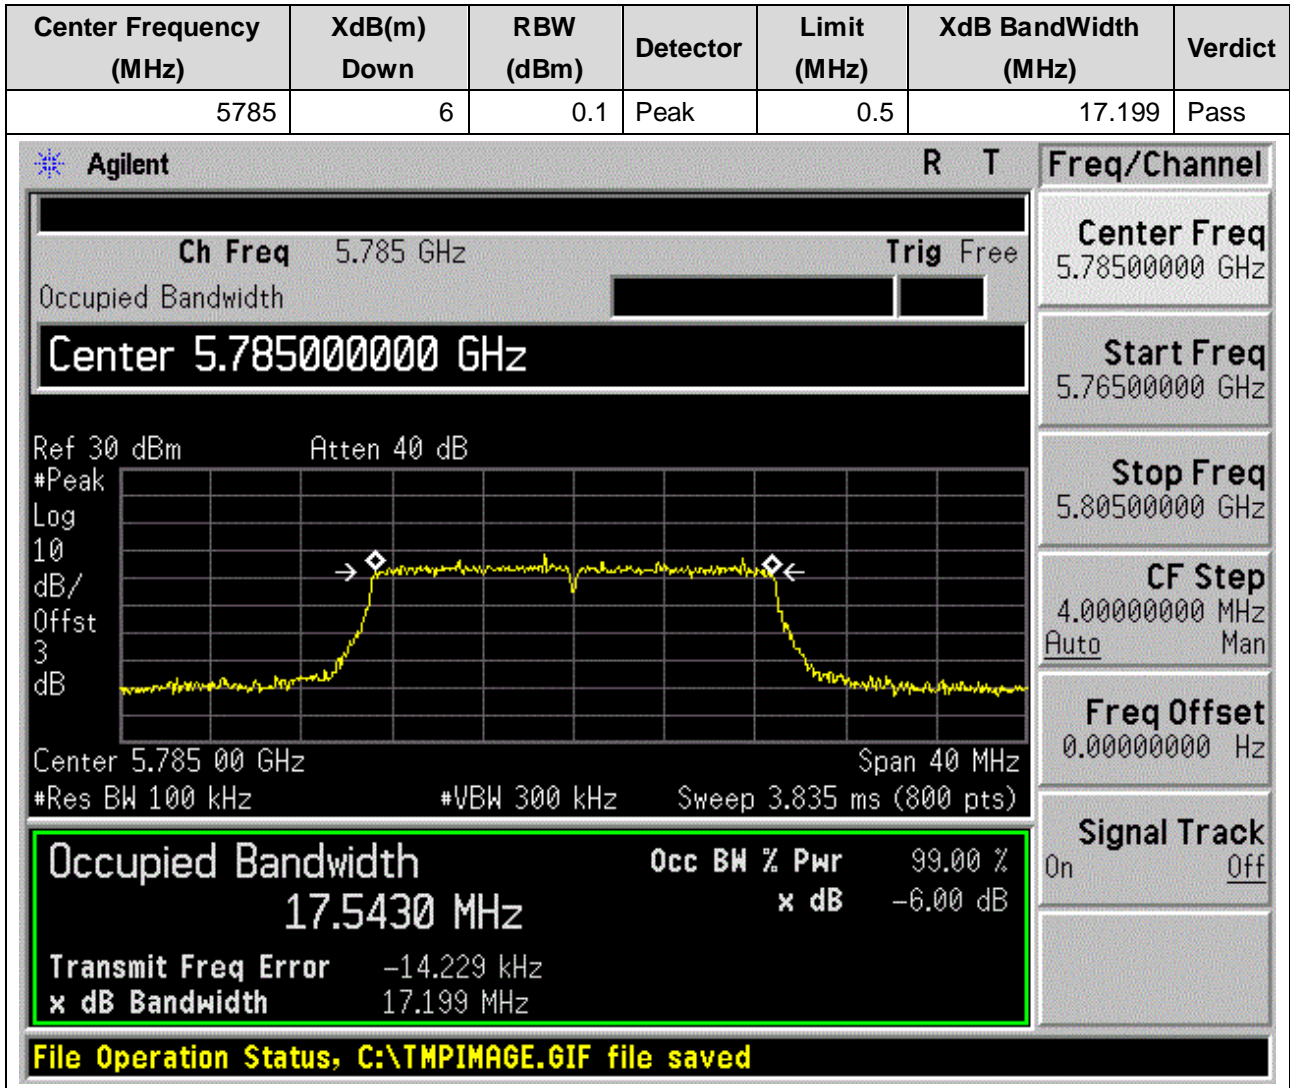 Center Frequency (MHz) XdB(m) Down RBW (dBm) Detector Limit (MHz) XdB BandWidth (MHz) Verdict
5785 6 0.1 Peak 0.5 17.199 Pass
Agilent R T Freq/Channel
Ch Freq 5.785 GHz Trig Free
Occupied Bandwidth
Center 5.785000000 GHz
Center Freq
5.78500000 GHz
Start Freq
5.76500000 GHz
Stop Freq
5.80500000 GHz
CF Step
4.00000000 MHz
Auto Man
Freq Offset
0.00000000 Hz
Signal Track
On Off
Ref 30 dBm Atten 40 dB
#Peak
Log
10
dB/
Offst
3
dB
Center 5.785 00 GHz Span 40 MHz
#Res BW 100 kHz #VBW 300 kHz Sweep 3.835 ms (800 pts)
Occupied Bandwidth Occ BW % Pwr 99.00 %
17.5430 MHz x dB -6.00 dB
Transmit Freq Error -14.229 kHz
x dB Bandwidth 17.199 MHz
File Operation Status, C:\TMPIMAGE.GIF file saved